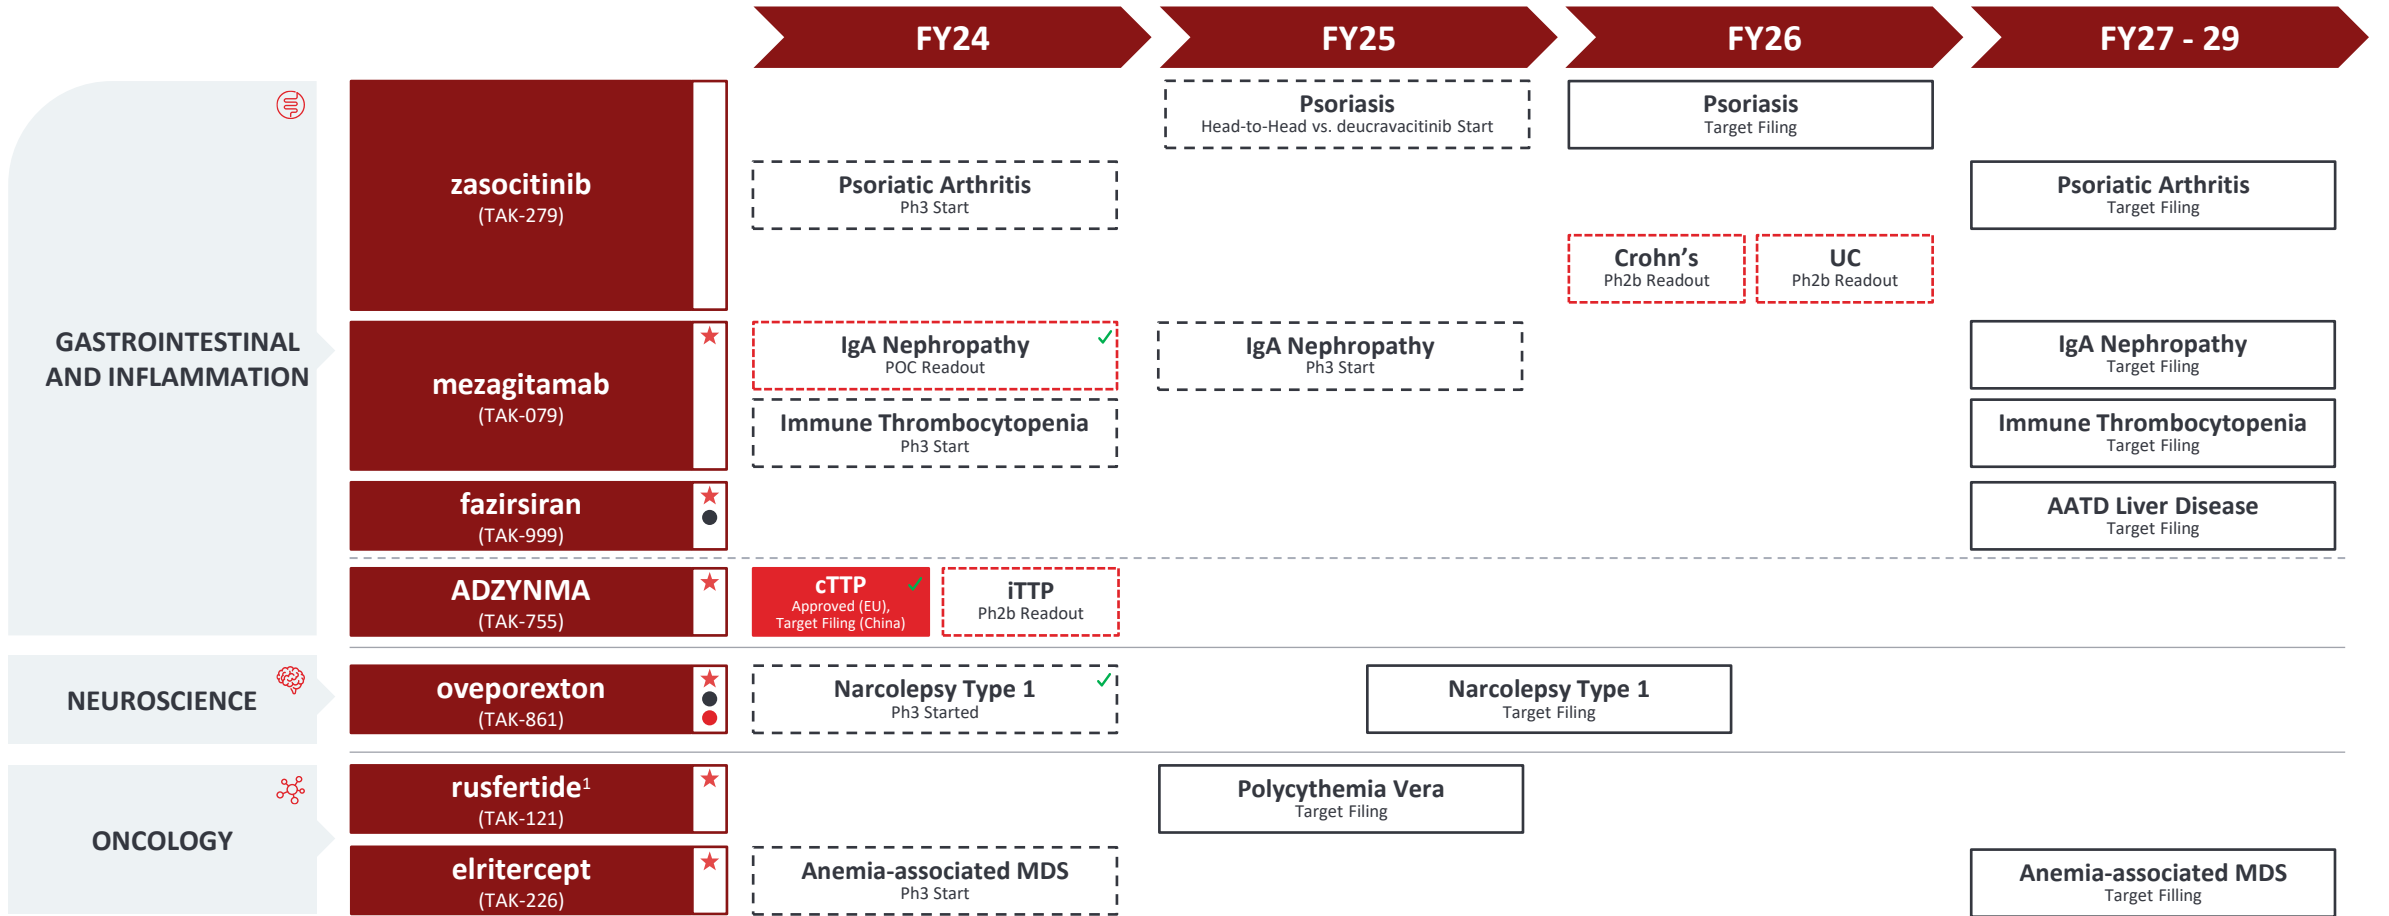 FY24
FY25
FY26
FY27 - 29
GASTROINTESTINAL
AND INFLAMMATION
zasocitinib
(TAK-279)
Psoriasis
Head-to-Head vs. deucravacitinib Start
Psoriasis
Target Filing
Psoriatic Arthritis
Ph3 Start
Psoriatic Arthritis
Target Filing
Crohn's
Ph2b Readout
UC
Ph2b Readout
mezagitamab
(TAK-079)
IgA Nephropathy
POC Readout
IgA Nephropathy
Ph3 Start
IgA Nephropathy
Target Filing
Immune Thrombocytopenia
Ph3 Start
Immune Thrombocytopenia
Target Filing
fazirsiran
(TAK-999)
AATD Liver Disease
Target Filing
ADZYNMA
(TAK-755)
cTTP
Approved (EU),
Target Filing (China)
iTTP
Ph2b Readout
NEUROSCIENCE
oveporexton
(TAK-861)
Narcolepsy Type 1
Ph3 Started
Narcolepsy Type 1
Target Filing
ONCOLOGY
rusfertide1
(TAK-121)
Polycythemia Vera
Target Filing
elritercept
(TAK-226)
Anemia-associated MDS
Ph3 Start
Anemia-associated MDS
Target Filling